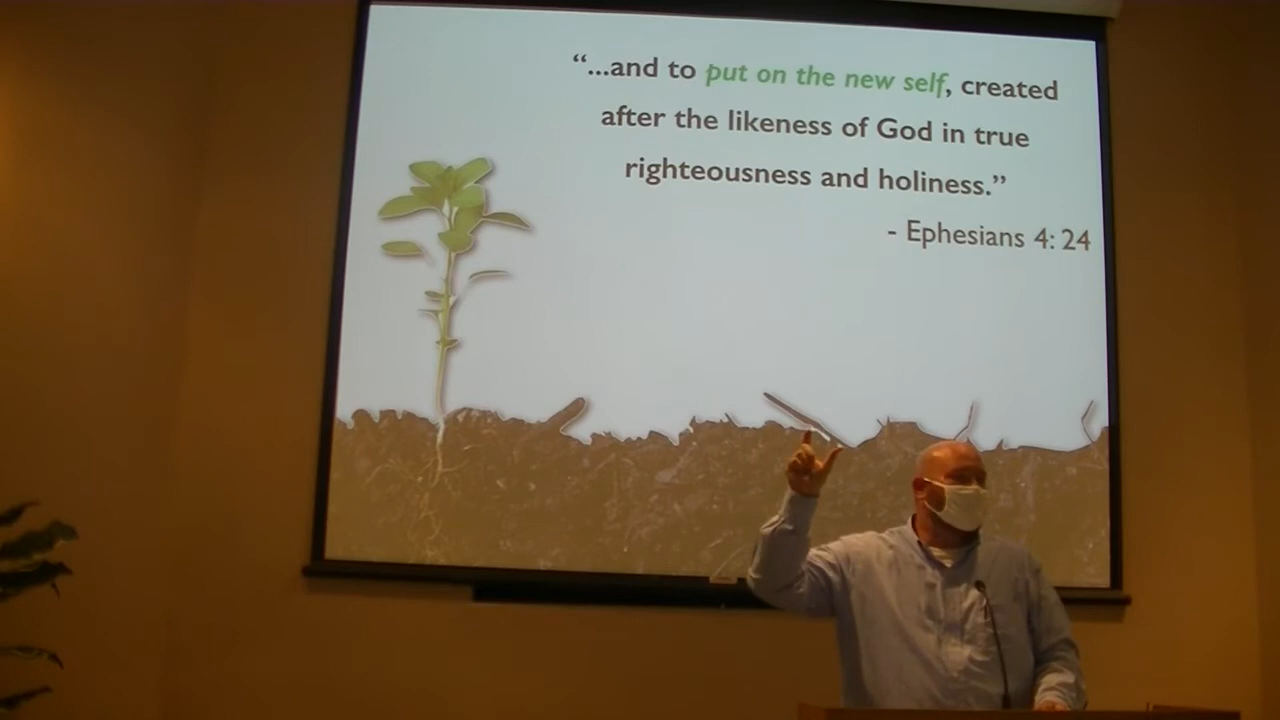 “...and to put on the new self, created
after the likeness of God in true
righteousness and holiness.”
- Ephesians 4: 24